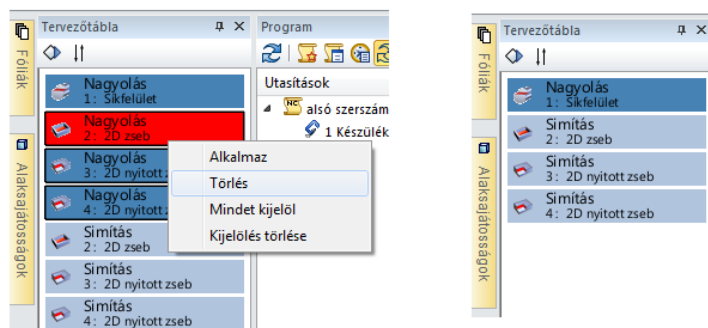 Fóliák
Alaksajátosságok
Tervezőtábla
Nagyolás
1: Síkfelület
Nagyolás
2: 2D zseb
Nagyolás
3: 2D nyitott
Nagyolás
4: 2D nyitott
Simítás
2: 2D zseb
Simítás
3: 2D nyitott zseb
Simítás
4: 2D nyitott zseb
Alkalmaz
Törlés
Mindet kijelöl
Kijelölés törlése
Program
Utasítások
NC
alsó szerszám
1 Készülék
Fóliák
Alaksajátosságok
Tervezőtábla
Nagyolás
1: Síkfelület
Simítás
2: 2D zseb
Simítás
3: 2D nyitott zseb
Simítás
4: 2D nyitott zseb